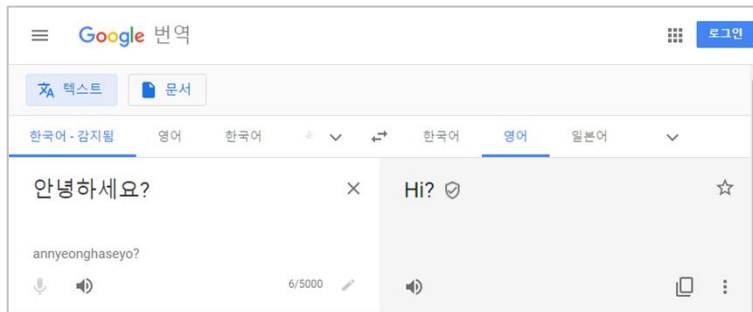 Google 번역 로그인
텍스트 문서
한국어 - 감지됨 영어 한국어 한국어 영어 일본어
안녕하세요? Hi?
annyeonghaseyo?
6/5000